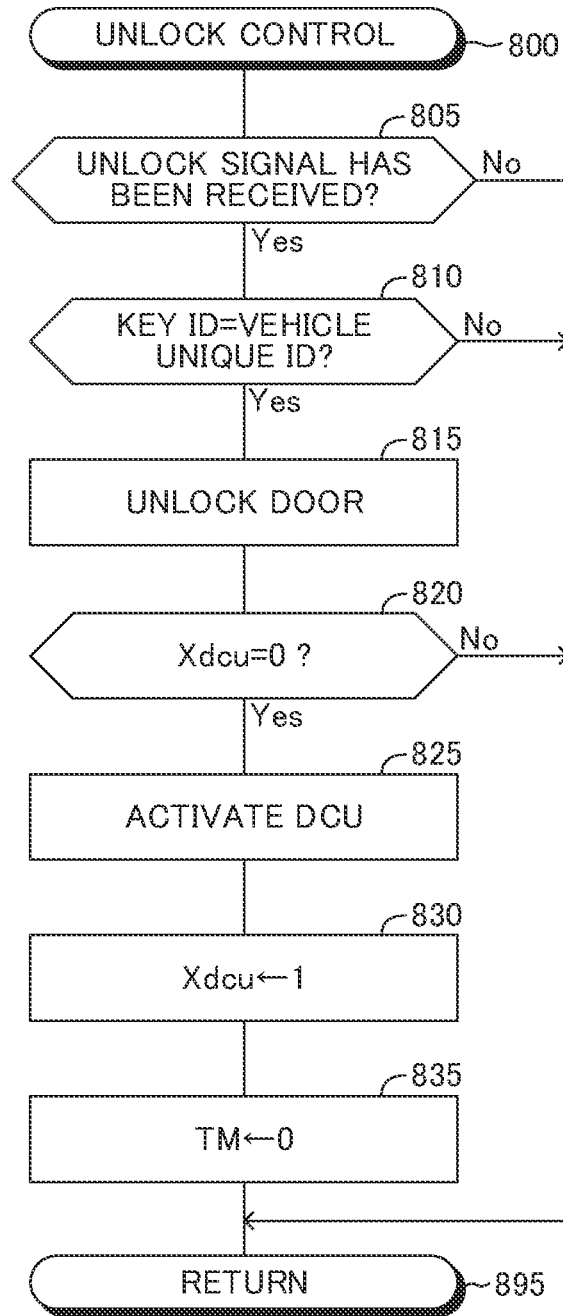 UNLOCK CONTROL
800
805
UNLOCK SIGNAL HAS
BEEN RECEIVED?
No
Yes
810
KEY ID=VEHICLE
UNIQUE ID?
No
Yes
815
UNLOCK DOOR
820
Xdcu=0 ?
No
Yes
825
ACTIVATE DCU
830
Xdcu←1
835
TM←0
RETURN
895